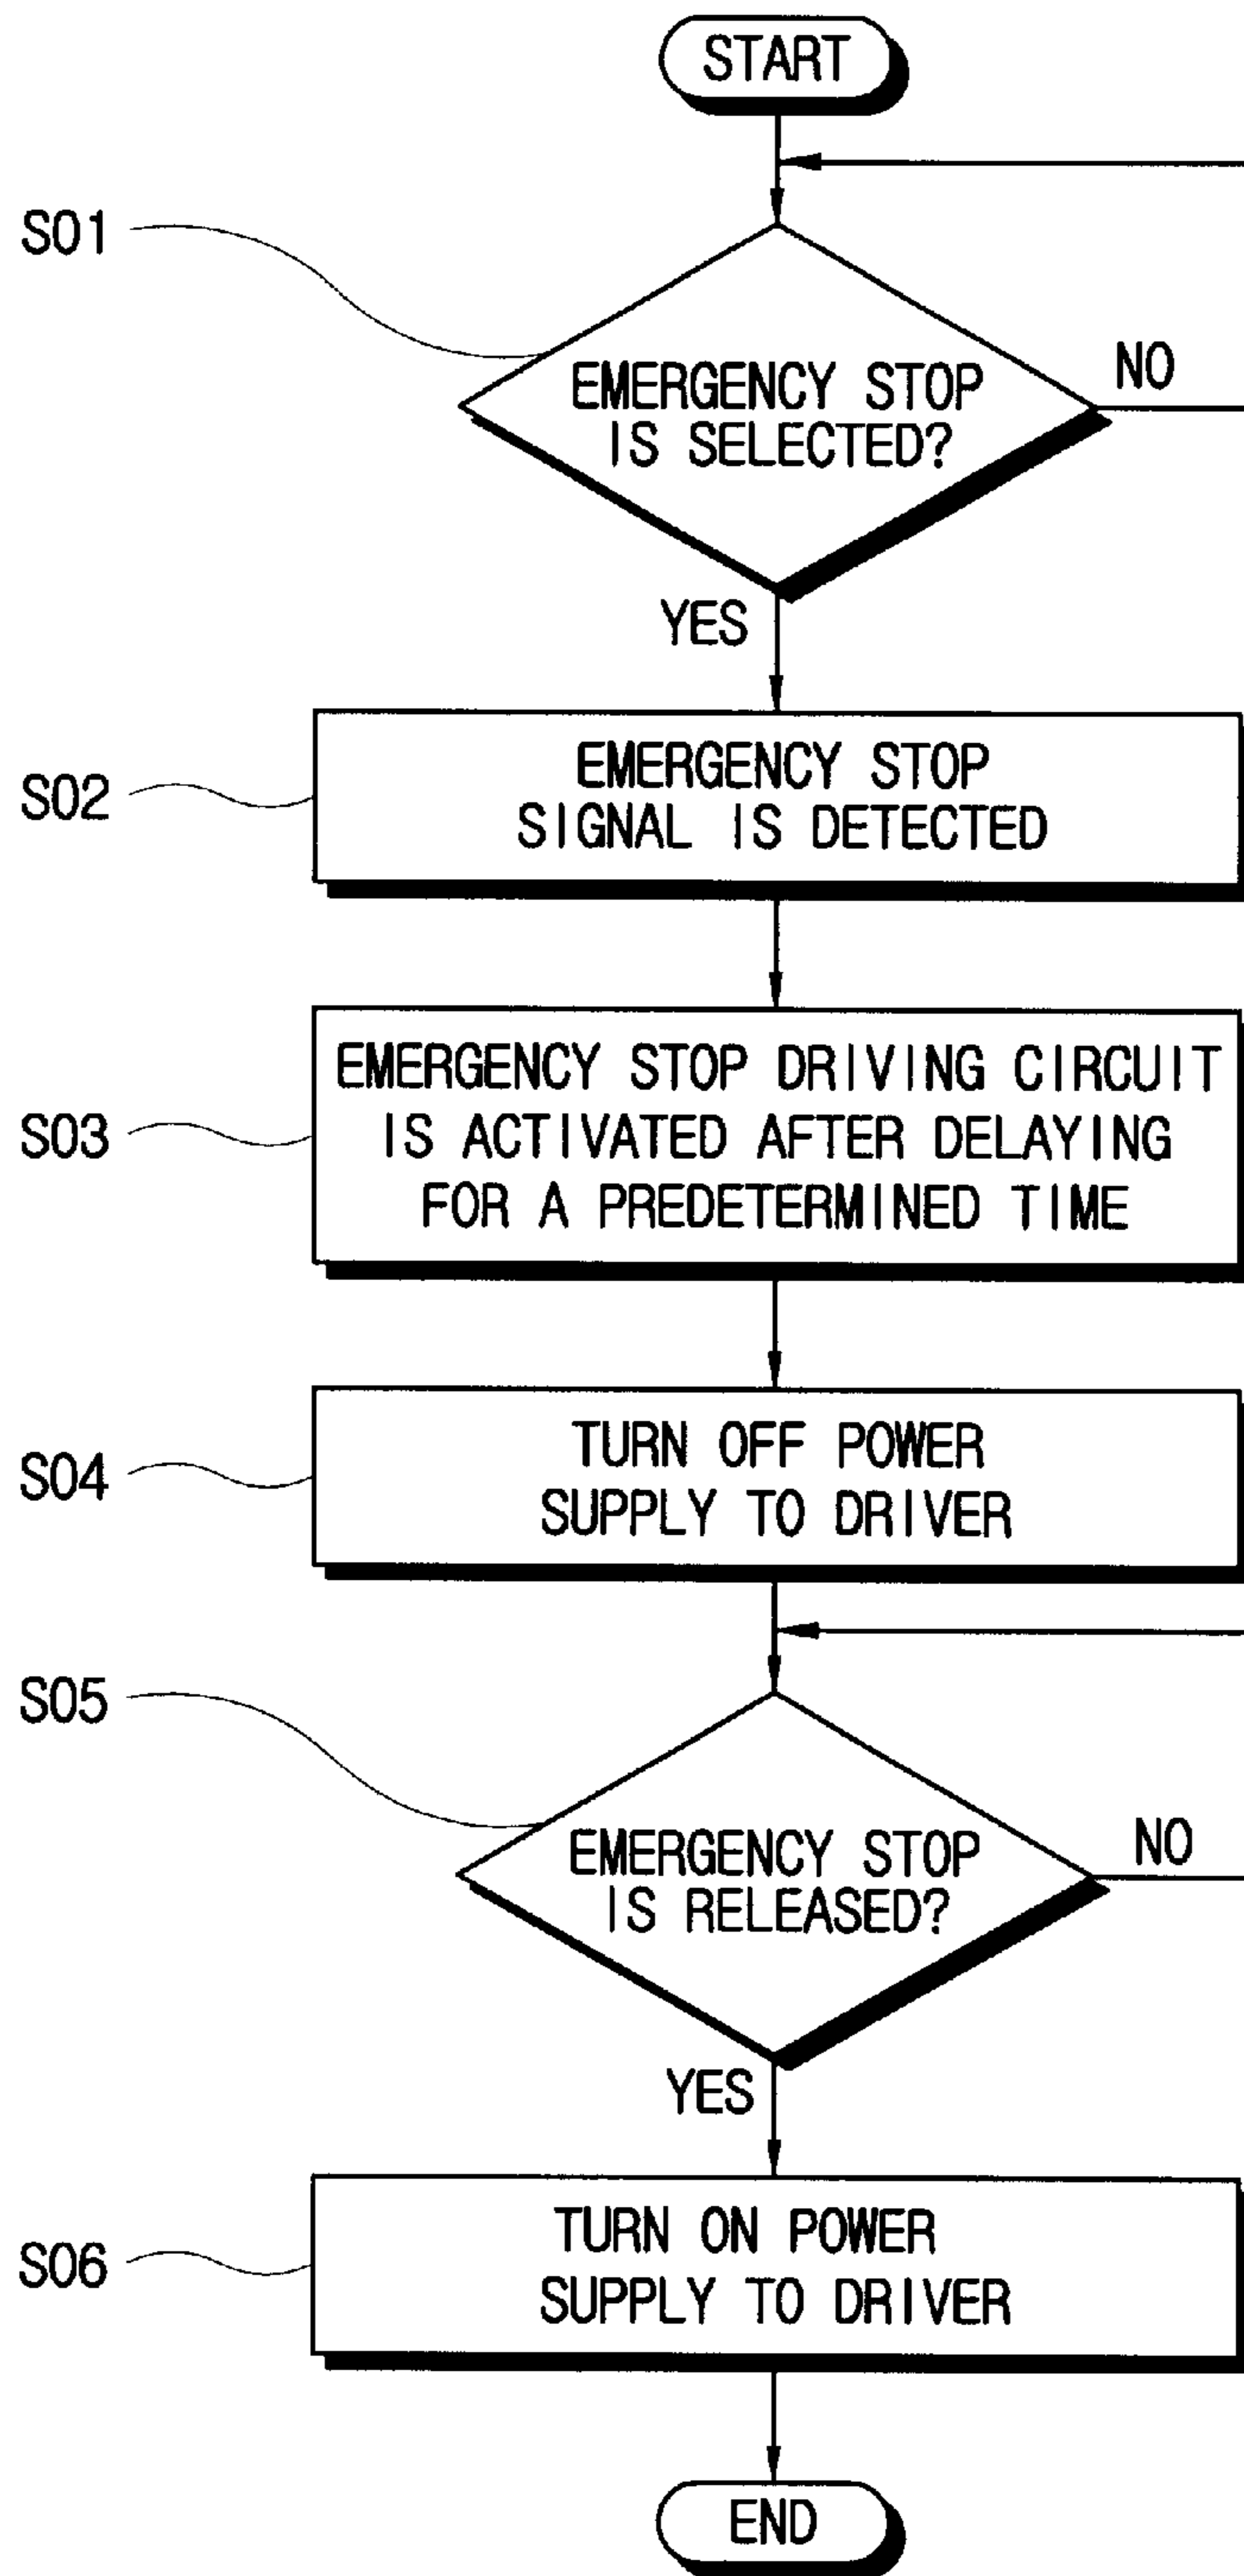 START
S01
EMERGENCY STOP
IS SELECTED?
NO
YES
S02
EMERGENCY STOP
SIGNAL IS DETECTED
S03
EMERGENCY STOP DRIVING CIRCUIT
IS ACTIVATED AFTER DELAYING
FOR A PREDETERMINED TIME
S04
TURN OFF POWER
SUPPLY TO DRIVER
S05
EMERGENCY STOP
IS RELEASED?
NO
YES
S06
TURN ON POWER
SUPPLY TO DRIVER
END